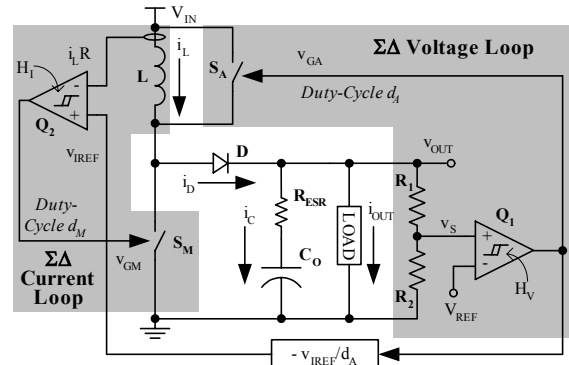 V_IN
ΣΔ Voltage Loop
i_L R
i_L
H_I
L
S_A
v_GA
Duty-Cycle d_A
-
+
Q_2
v_IREF
v_OUT
D
R_1
Q_1
i_D
R_ESR
Duty-
Cycle d_M
i_C
LOAD
i_OUT
v_S
+
-
S_M
ΣΔ
Current
Loop
v_GM
C_O
R_2
H_V
V_REF
- v_IREF/d_A